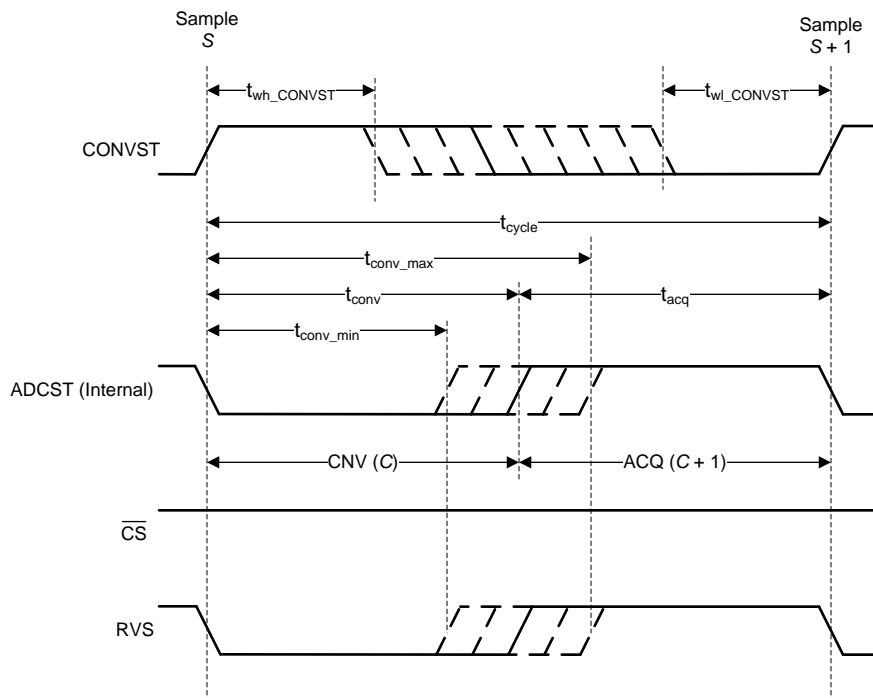 Sample
S
Sample
S + 1
twh_CONVST
twl_CONVST
CONVST
tcycle
tconv_max
tconv
tacq
tconv_min
ADCST (Internal)
CNV (C)
ACQ (C + 1)
CS
RVS